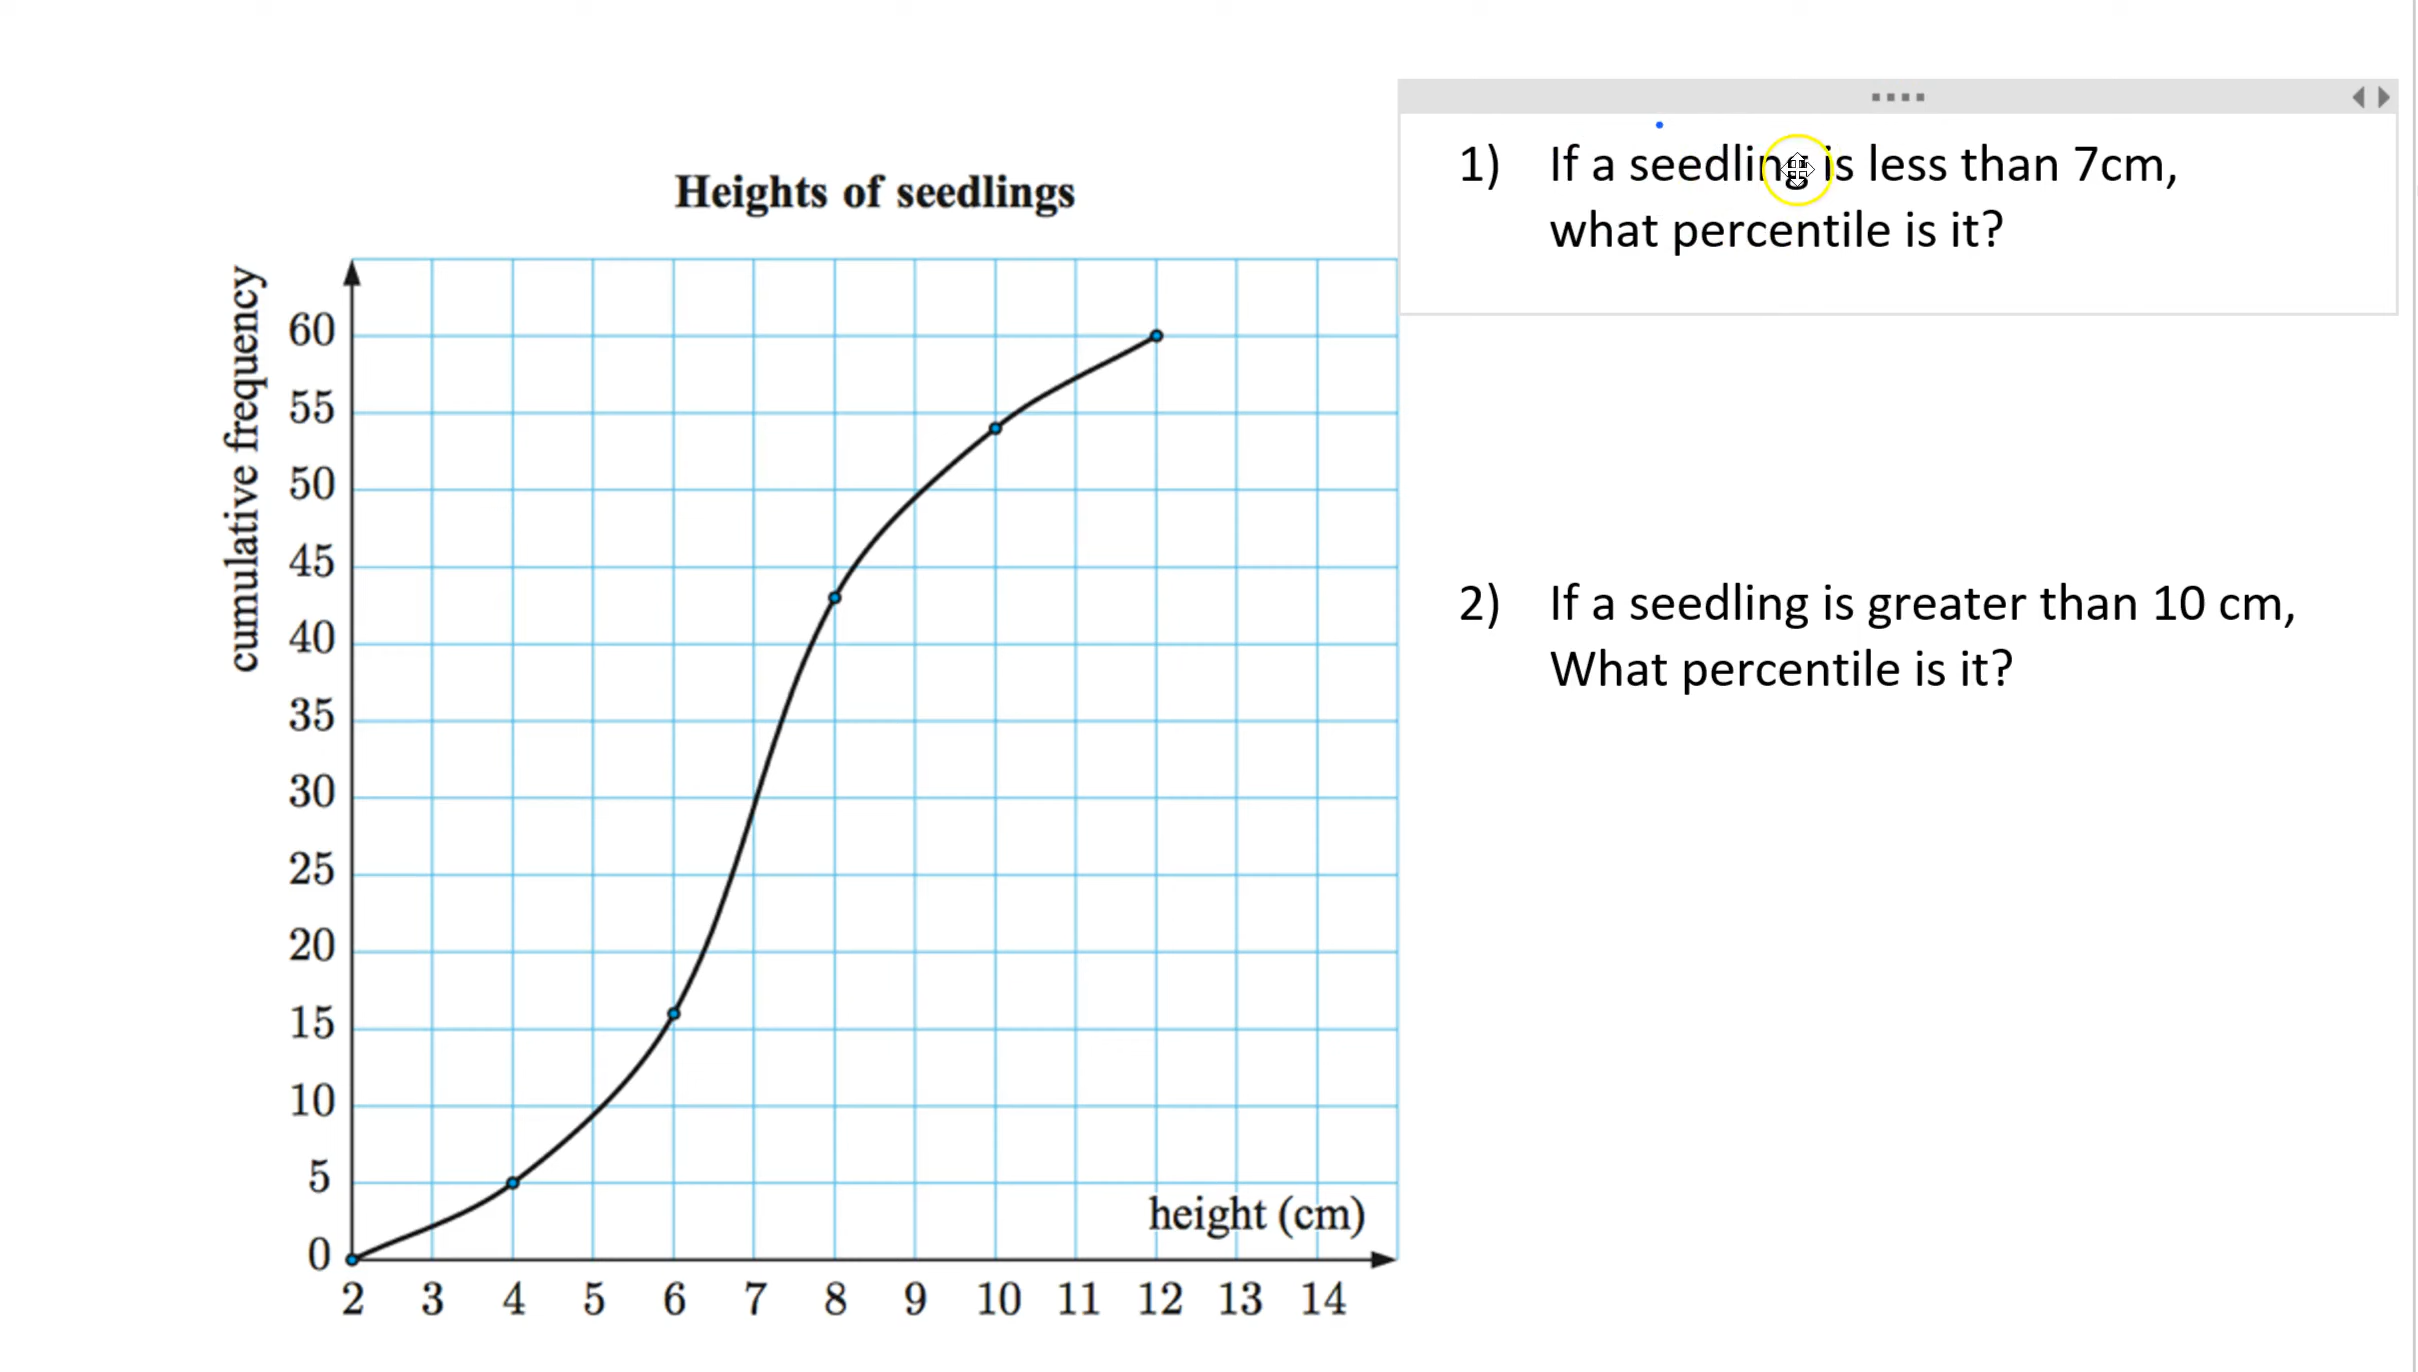 Heights of seedlings
cumulative frequency
60
55
50
45
40
35
30
25
20
15
10
5
0
2 3 4 5 6 7 8 9 10 11 12 13 14
height (cm)
1) If a seedling is less than 7cm,
what percentile is it?
2) If a seedling is greater than 10 cm,
What percentile is it?